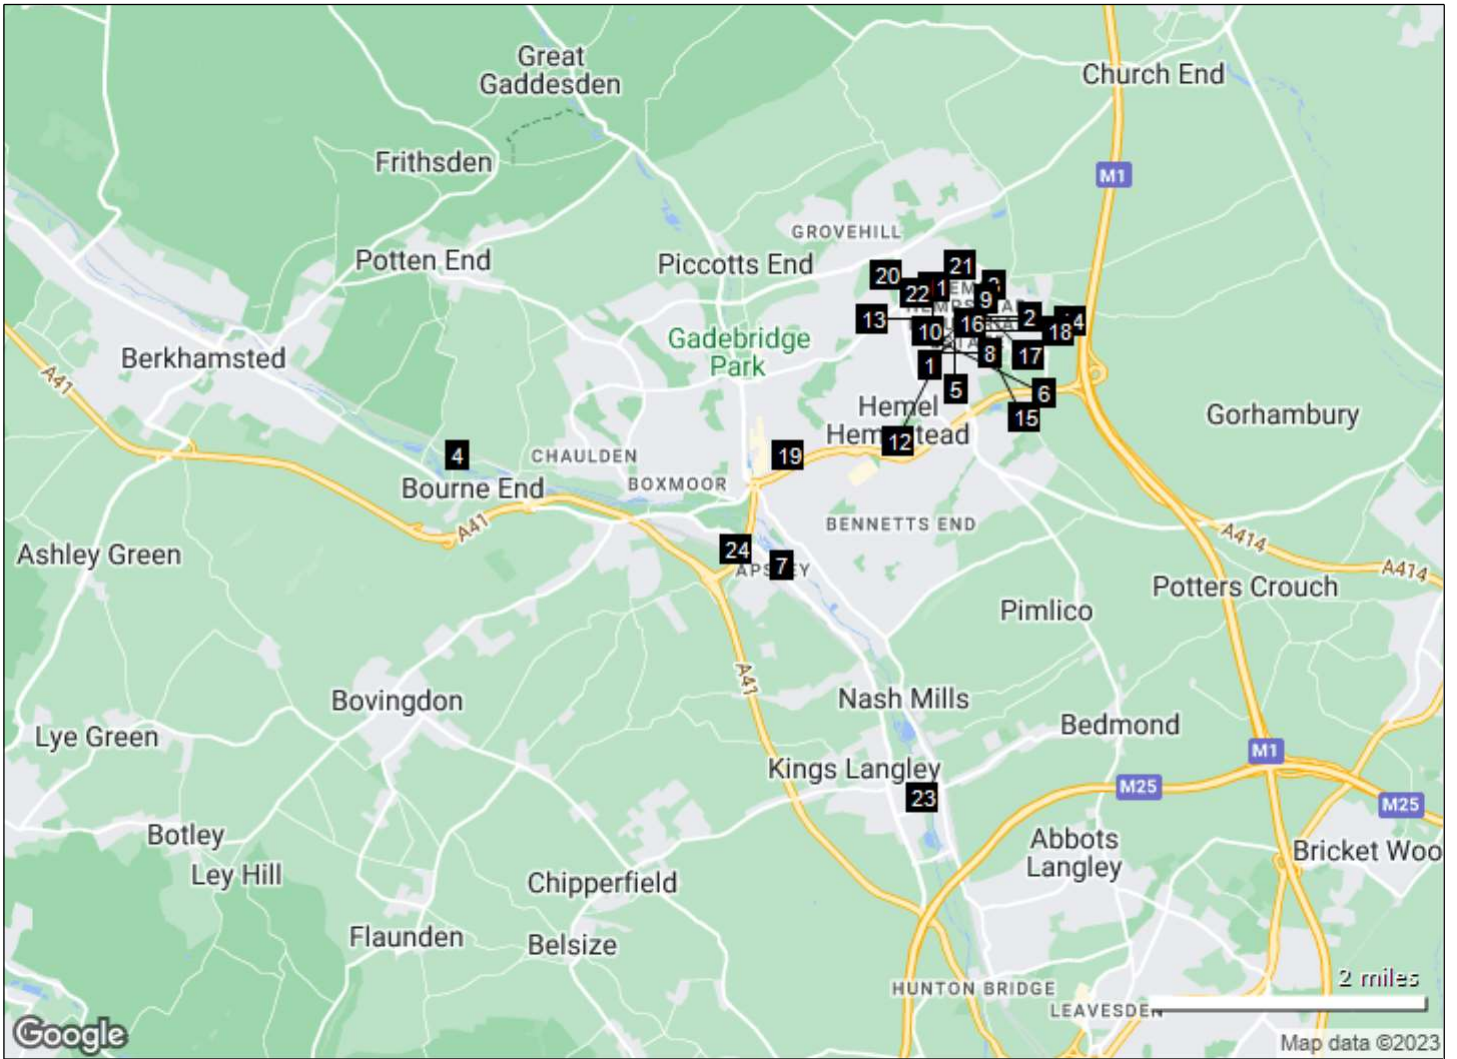 Great
Gaddesden
Church End
Frithsden
M1
GROVEHILL
Potten End
Piccotts End
21
20
22
1
9
13
10
16
2
18
Gadebridge
Park
Berkhamsted
A41
1
8
17
5
6
Hemel
Hempstead
15
Gorhambury
12
4
CHAULDEN
19
Bourne End
BOXMOOR
A41
BENNETTS END
A414
A414
Ashley Green
24
7
APSLEY
Potters Crouch
Pimlico
A41
Bovingdon
Nash Mills
Lye Green
Bedmond
M1
Kings Langley
M25
23
M25
Botley
Abbots
Langley
Bricket Woo
Ley Hill
Chipperfield
Flaunden
Belsize
2 miles
HUNTON BRIDGE
LEAVESDEN
Google
Map data ©2023